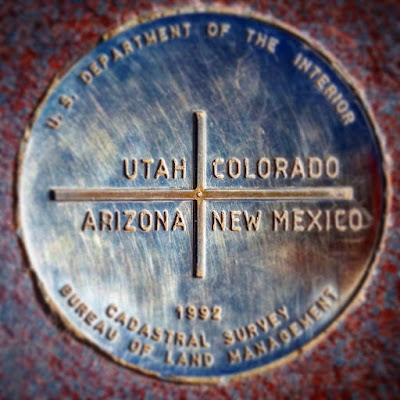 U. S. DEPARTMENT OF THE INTERIOR
UTAH COLORADO
ARIZONA NEW MEXICO
1992
CADASTRAL SURVEY
BUREAU OF LAND MANAGEMENT